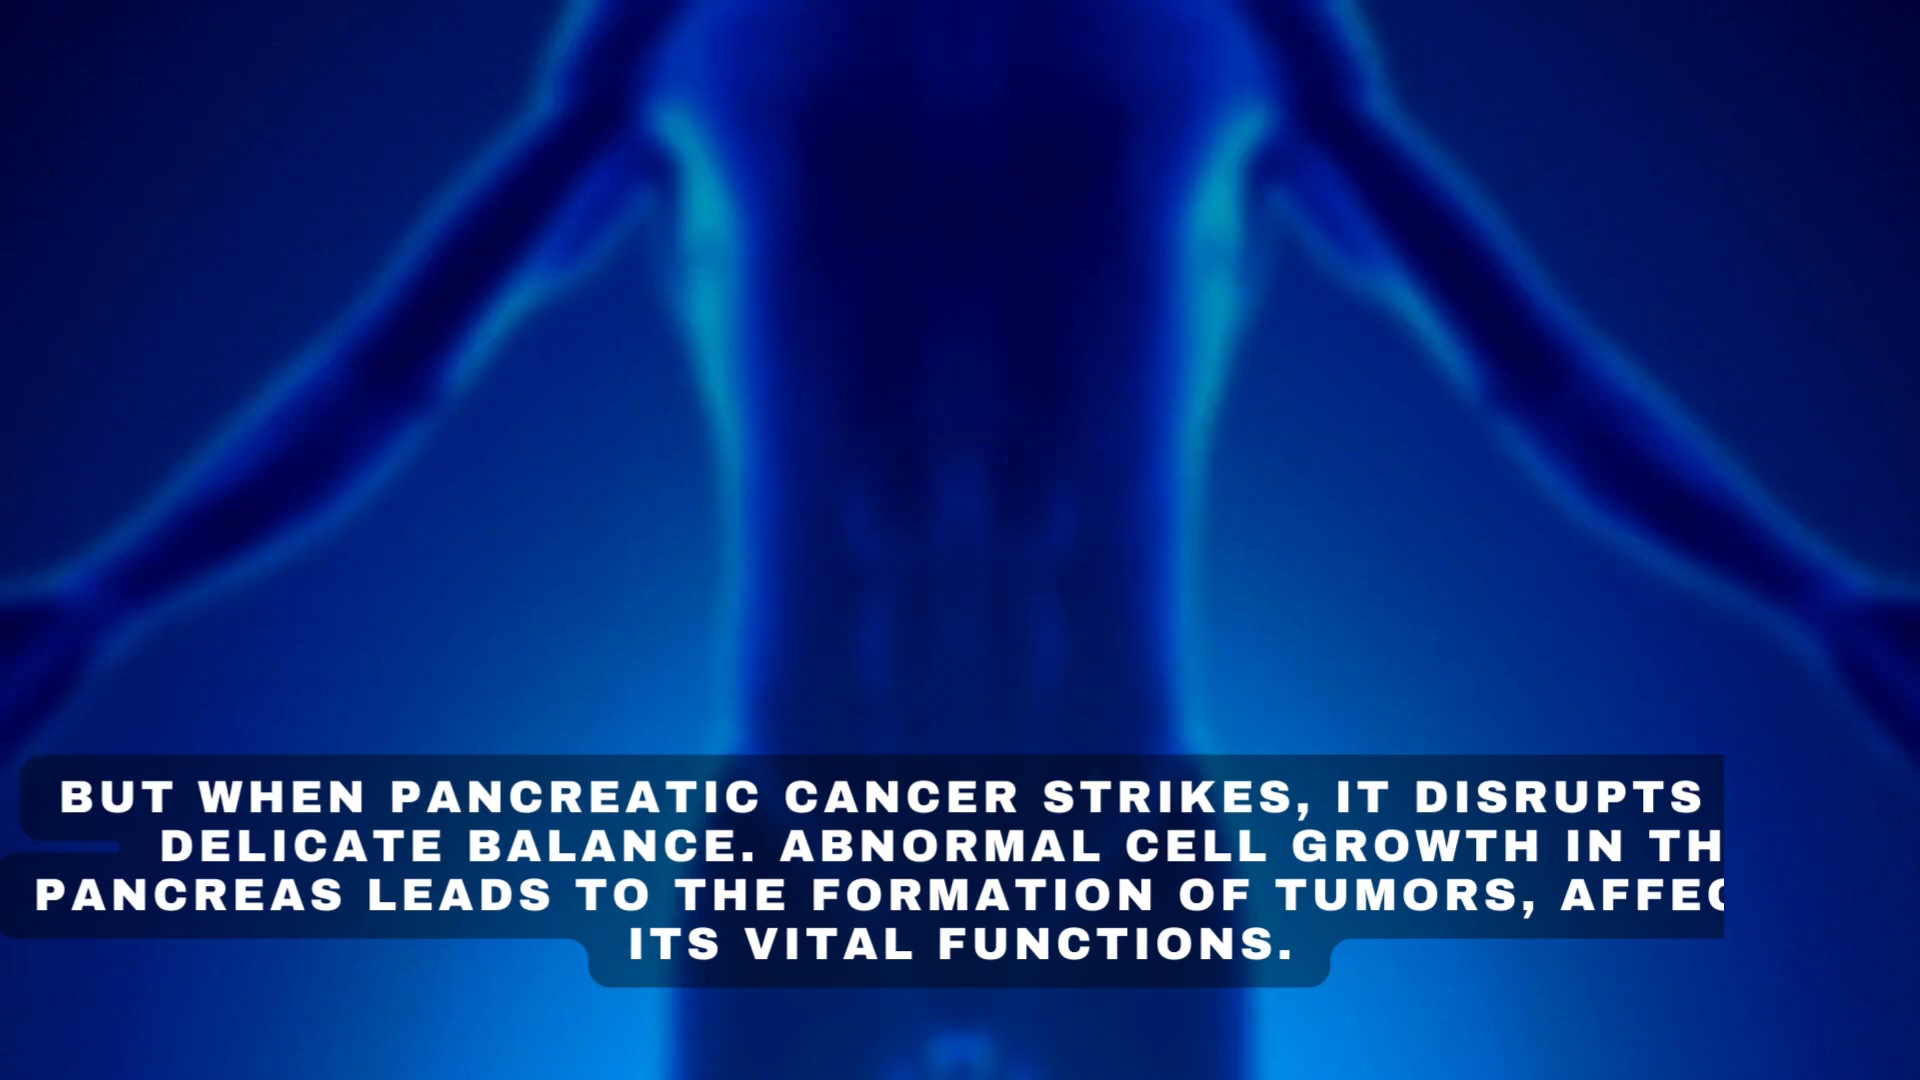 BUT WHEN PANCREATIC CANCER STRIKES, IT DISRUPTS
DELICATE BALANCE. ABNORMAL CELL GROWTH IN TH
PANCREAS LEADS TO THE FORMATION OF TUMORS, AFFEC
ITS VITAL FUNCTIONS.